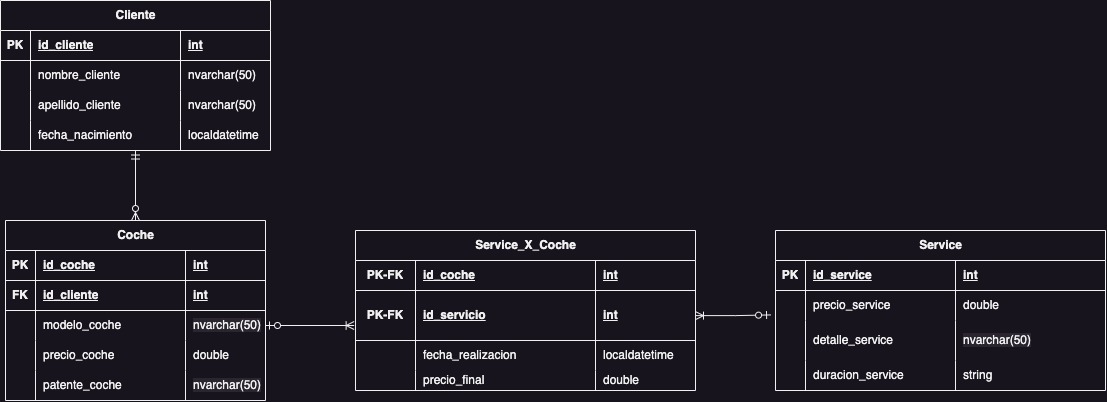 Cliente
PK id_cliente int
nombre_cliente nvarchar(50)
apellido_cliente nvarchar(50)
fecha_nacimiento localdatetime
Coche
PK id_coche int
FK id_cliente int
modelo_coche nvarchar(50)
precio_coche double
patente_coche nvarchar(50)
Service_X_Coche
PK-FK id_coche int
PK-FK id_servicio int
fecha_realizacion localdatetime
precio_final double
Service
PK id_service int
precio_service double
detalle_service nvarchar(50)
duracion_service string